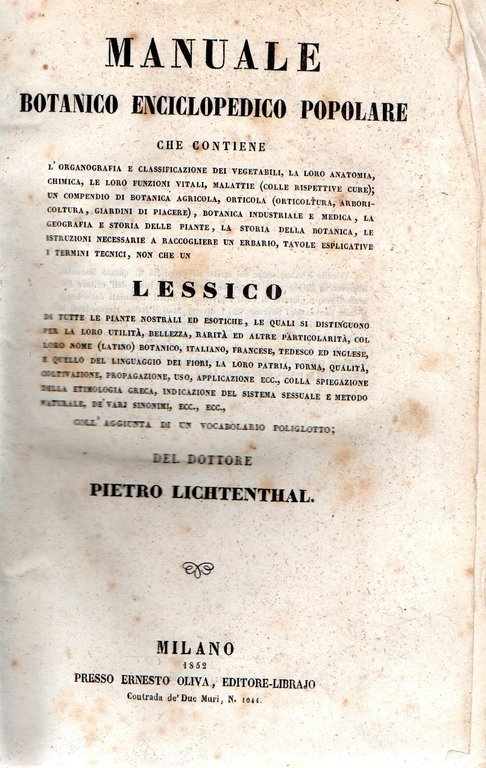 MANUALE
BOTANICO ENCICLOPEDICO POPOLARE
CHE CONTIENE
L'ORGANOGRAFIA E CLASSIFICAZIONE DEI VEGETABILI, LA LORO ANATOMIA,
CHIMICA, LE LORO FUNZIONI VITALI, MALATTIE (COLLE RISPETTIVE CURE);
UN COMPENDIO DI BOTANICA AGRICOLA, ORTICOLA (ORTICOLTURA, ARBORI-
COLTURA, GIARDINI DI PIACERE), BOTANICA INDUSTRIALE E MEDICA, LA
GEOGRAFIA E STORIA DELLE PIANTE, LA STORIA DELLA BOTANICA, LE
ISTRUZIONI NECESSARIE A RACCOGLIERE UN ERBARIO, TAVOLE ESPLICATIVE
I TERMINI TECNICI, NON CHE UN
LESSICO
DI TUTTE LE PIANTE NOSTRALI ED ESOTICHE, LE QUALI SI DISTINGUONO
PER LA LORO UTILITÀ, BELLEZZA, RARITÀ ED ALTRE PARTICOLARITÀ, COL
LORO NOME (LATINO) BOTANICO, ITALIANO, FRANCESE, TEDESCO ED INGLESE,
E QUELLO DEL LINGUAGGIO DEI FIORI, LA LORO PATRIA, FORMA, QUALITÀ,
COLTIVAZIONE, PROPAGAZIONE, USO, APPLICAZIONE ECC., COLLA SPIEGAZIONE
DELLA ETIMOLOGIA GRECA, INDICAZIONE DEL SISTEMA SESSUALE E METODO
NATURALE, DE' VARJ SINONIMI, ECC., ECC.,
COLL'AGGIUNTA DI UN VOCABOLARIO POLIGLOTTO;
DEL DOTTORE
PIETRO LICHTENTHAL.
MILANO
1852
PRESSO ERNESTO OLIVA, EDITORE-LIBRAJO
Contrada de' Due Muri, N. 1044.